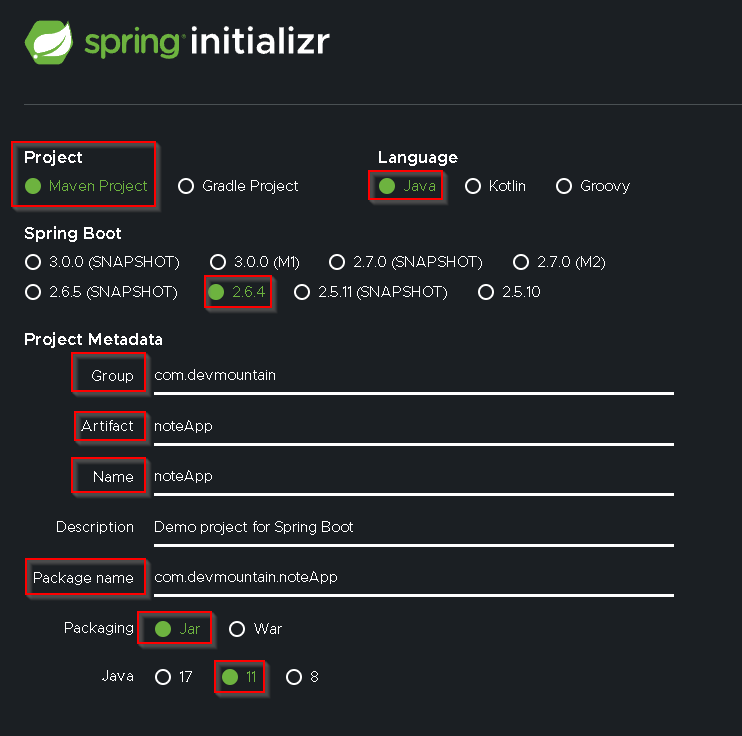 spring initializr
Project
Language
Maven Project Gradle Project
Java Kotlin Groovy
Spring Boot
3.0.0 (SNAPSHOT) 3.0.0 (M1) 2.7.0 (SNAPSHOT) 2.7.0 (M2)
2.6.5 (SNAPSHOT) 2.6.4 2.5.11 (SNAPSHOT) 2.5.10
Project Metadata
Group com.devmountain
Artifact noteApp
Name noteApp
Description Demo project for Spring Boot
Package name com.devmountain.noteApp
Packaging Jar War
Java 17 11 8